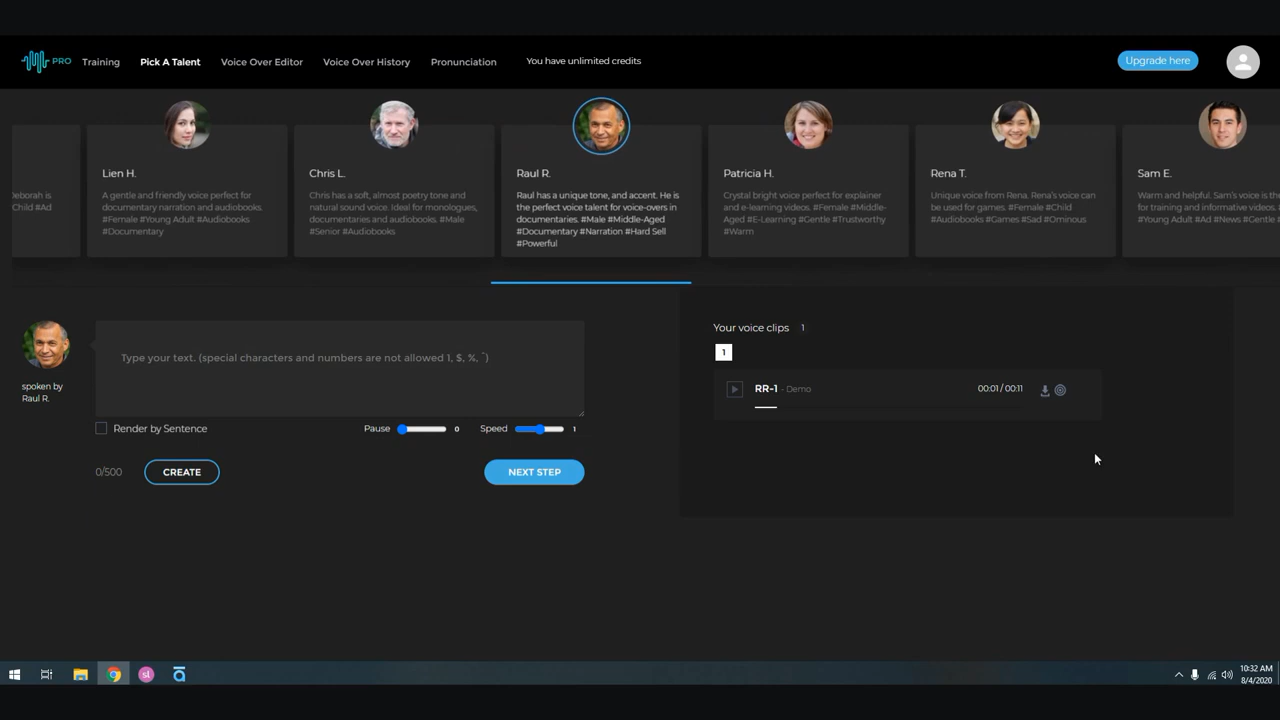 PRO
Training
Pick A Talent
Voice Over Editor
Voice Over History
Pronunciation
You have unlimited credits
Upgrade here
Deborah is
Child #Ad
Lien H.
A gentle and friendly voice perfect for
documentary narration and audiobooks.
#Female #Young Adult #Audiobooks
#Documentary
Chris L.
Chris has a soft, almost poetry tone and
natural sound voice. Ideal for monologues,
documentaries and audiobooks. #Male
#Senior #Audiobooks
Raul R.
Raul has a unique tone, and accent. He is
the perfect voice talent for voice-overs in
documentaries. #Male #Middle-Aged
#Documentary #Narration #Hard Sell
#Powerful
Patricia H.
Crystal bright voice perfect for explainer
and e-learning videos. #Female #Middle-
Aged #E-Learning #Gentle #Trustworthy
#Warm
Rena T.
Unique voice from Rena. Rena's voice can
be used for games. #Female #Child
#Audiobooks #Games #Sad #Ominous
Sam E.
Warm and helpful. Sam's voice is the
for training and informative videos. #
#Young Adult #Ad #News #Gentle #
spoken by
Raul R.
Type your text. (special characters and numbers are not allowed 1, $, %, ^)
Render by Sentence
Pause 0
Speed 1
0/500
CREATE
NEXT STEP
Your voice clips 1
1
RR-1 - Demo
00:01 / 00:11
sl
10:32 AM
8/4/2020